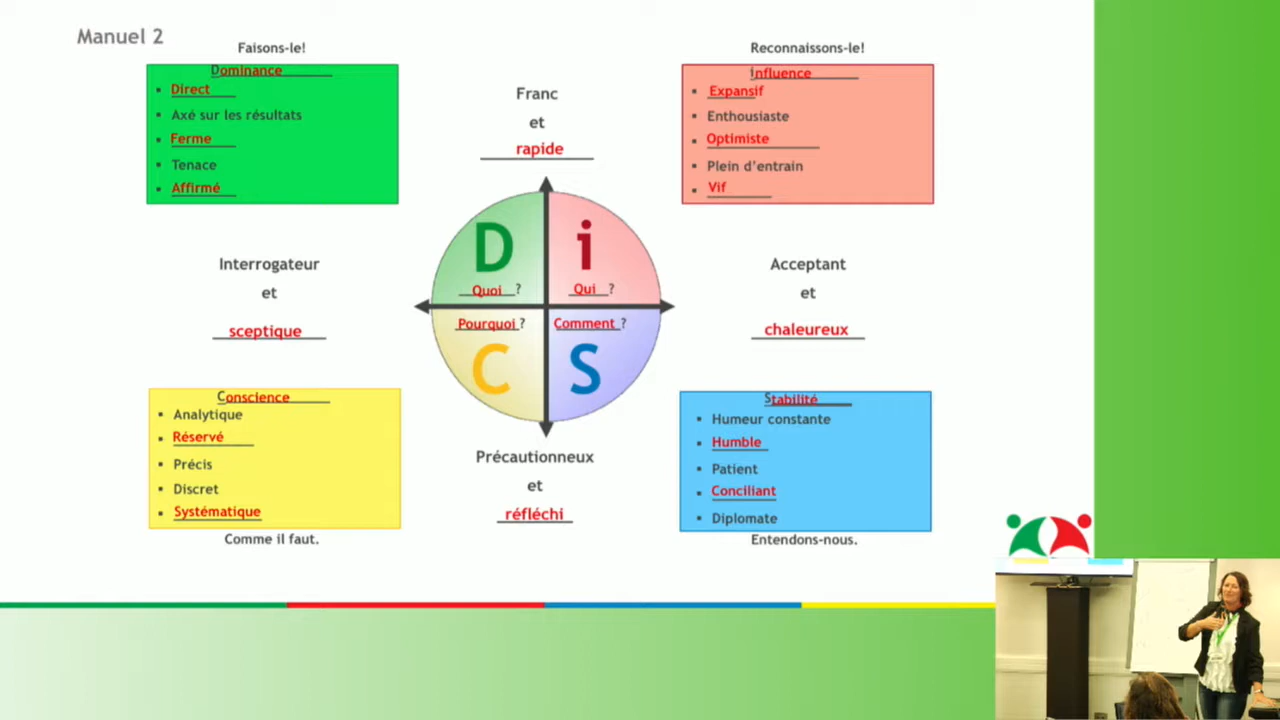 Manuel 2
Faisons-le!
Dominance
▪ Direct
▪ Axé sur les résultats
▪ Ferme
▪ Tenace
▪ Affirmé
Franc
et
rapide
Reconnaissons-le!
influence
▪ Expansif
▪ Enthousiaste
▪ Optimiste
▪ Plein d’entrain
▪ Vif
Interrogateur
et
sceptique
D
Quoi ?
i
Qui ?
Pourquoi ?
C
Comment ?
S
Acceptant
et
chaleureux
Conscience
▪ Analytique
▪ Réservé
▪ Précis
▪ Discret
▪ Systématique
Comme il faut.
Précautionneux
et
réfléchi
Stabilité
▪ Humeur constante
▪ Humble
▪ Patient
▪ Conciliant
▪ Diplomate
Entendons-nous.